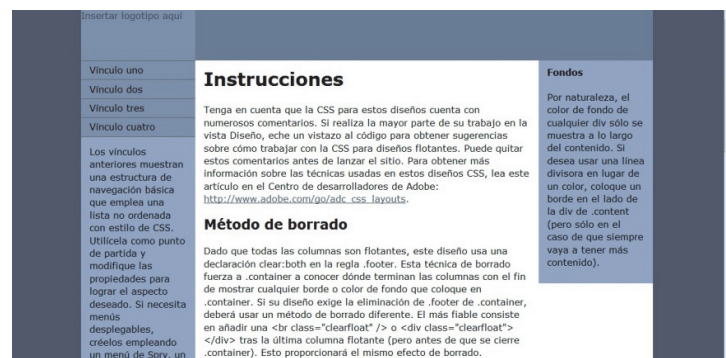 Insertar logotipo aquí
Vínculo uno
Vínculo dos
Vínculo tres
Vínculo cuatro
Los vínculos
anteriores muestran
una estructura de
navegación básica
que emplea una
lista no ordenada
con estilo de CSS.
Utilícela como punto
de partida y
modifique las
propiedades para
lograr el aspecto
deseado. Si necesita
menús
desplegables,
créelos empleando
un menú de Spry, un
Instrucciones
Tenga en cuenta que la CSS para estos diseños cuenta con
numerosos comentarios. Si realiza la mayor parte de su trabajo en la
vista Diseño, eche un vistazo al código para obtener sugerencias
sobre cómo trabajar con la CSS para diseños flotantes. Puede quitar
estos comentarios antes de lanzar el sitio. Para obtener más
información sobre las técnicas usadas en estos diseños CSS, lea este
artículo en el Centro de desarrolladores de Adobe:
http://www.adobe.com/go/adc_css_layouts.
Método de borrado
Dado que todas las columnas son flotantes, este diseño usa una
declaración clear:both en la regla .footer. Esta técnica de borrado
fuerza a .container a conocer dónde terminan las columnas con el fin
de mostrar cualquier borde o color de fondo que coloque en
.container. Si su diseño exige la eliminación de .footer de .container,
deberá usar un método de borrado diferente. El más fiable consiste
en añadir una <br class="clearfloat" /> o <div class="clearfloat">
</div> tras la última columna flotante (pero antes de que se cierre
.container). Esto proporcionará el mismo efecto de borrado.
Fondos
Por naturaleza, el
color de fondo de
cualquier div sólo se
muestra a lo largo
del contenido. Si
desea usar una línea
divisora en lugar de
un color, coloque un
borde en el lado de
la div de .content
(pero sólo en el
caso de que siempre
vaya a tener más
contenido).